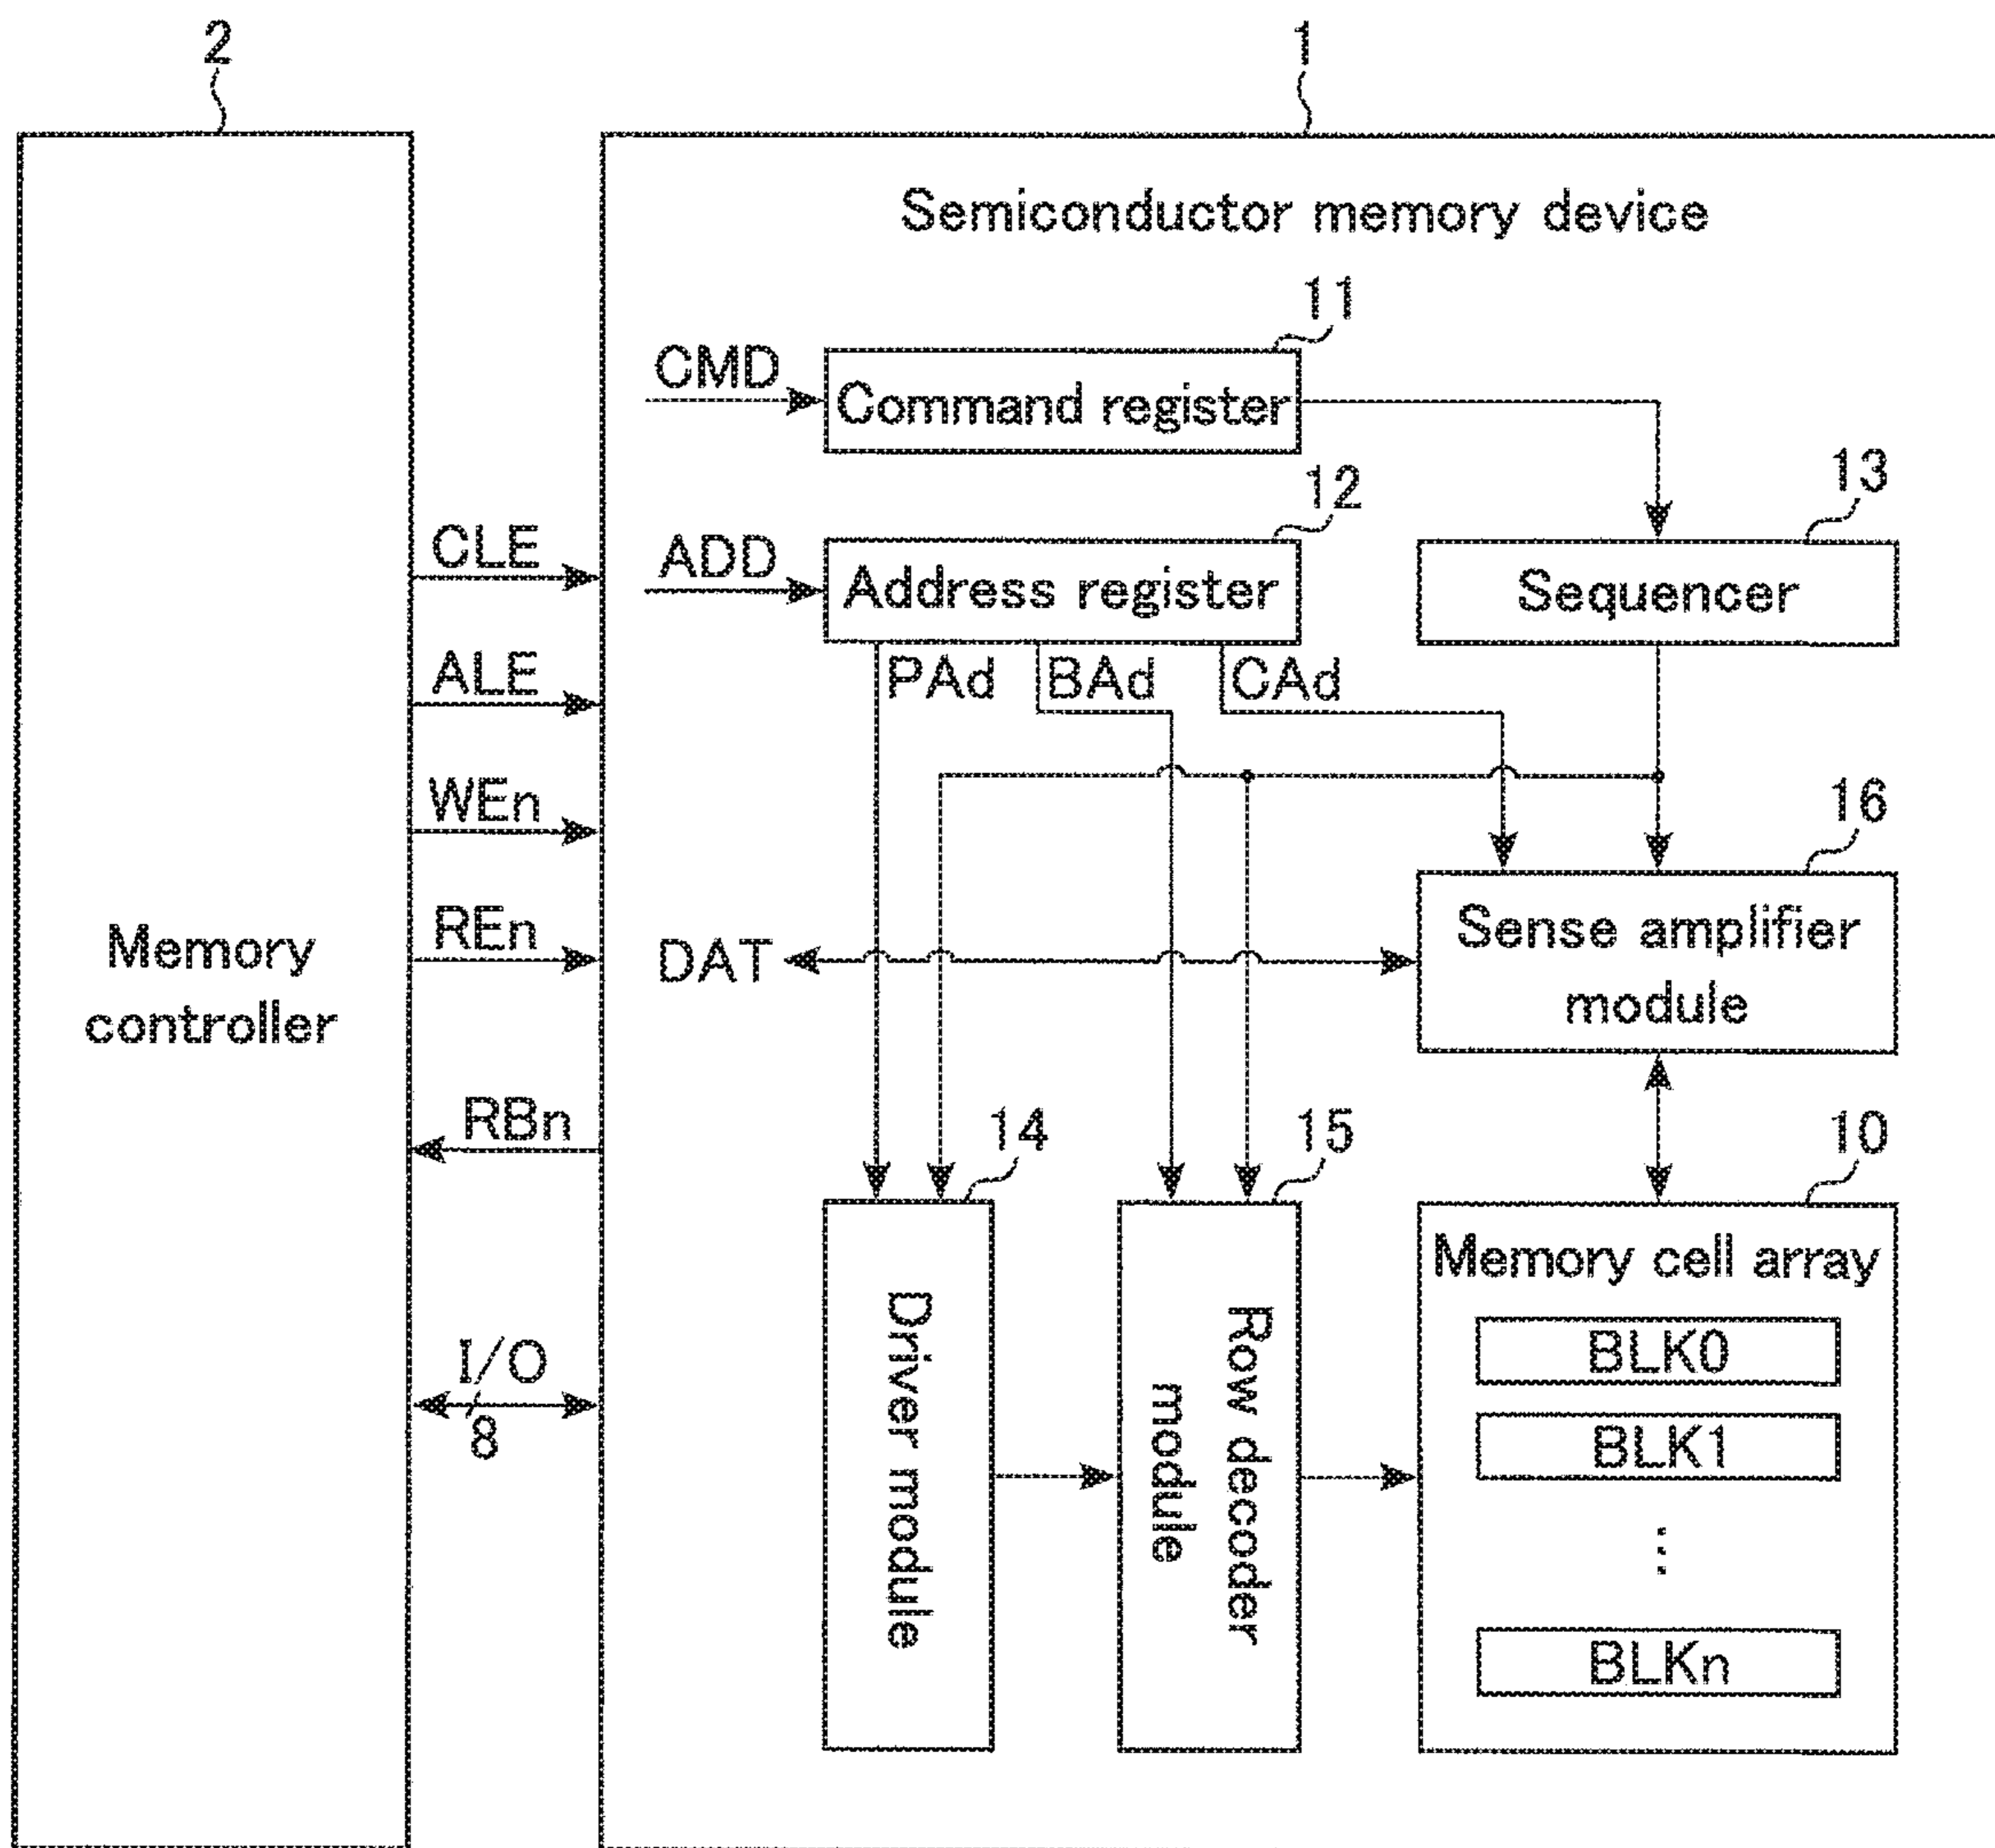 2
1
Semiconductor memory device
11
CMD
Command register
12
13
CLE
ADD
Address register
Sequencer
ALE
PAd
BAd
CAd
WEn
16
REn
DAT
Sense amplifier
module
Memory
controller
RBn
14
15
10
Memory cell array
I/O
8
Driver module
Row decoder
module
BLK0
BLK1
⋮
BLKn